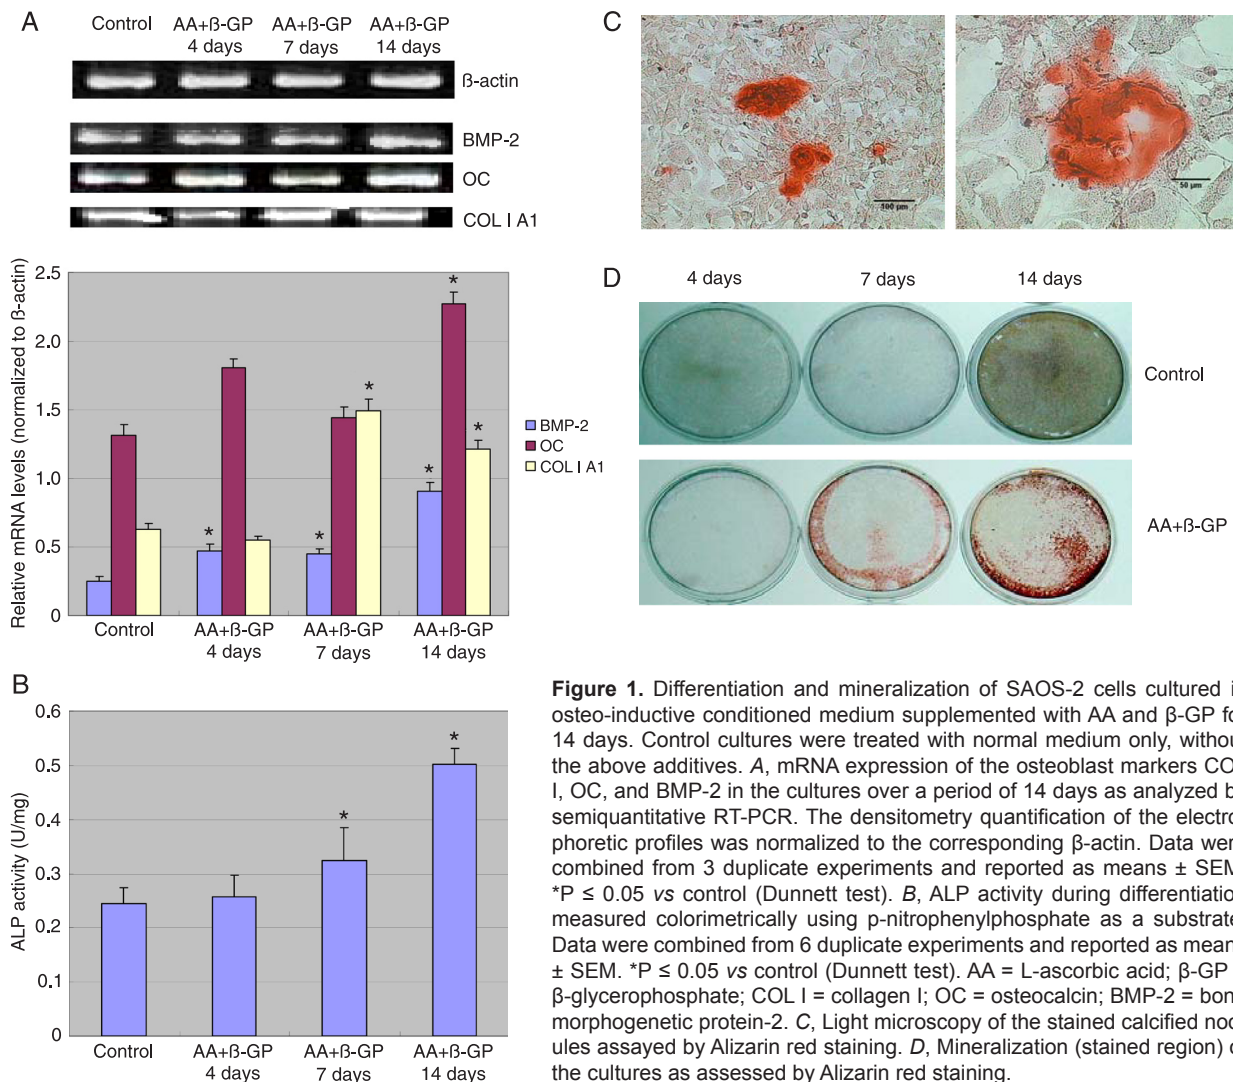 A
Control AA+ß-GP AA+ß-GP AA+ß-GP
4 days 7 days 14 days
ß-actin
BMP-2
OC
COL I A1
Relative mRNA levels (normalized to ß-actin)
2.5
2.0
1.5
1.0
0.5
0
* * * * * *
BMP-2
OC
COL I A1
Control AA+ß-GP AA+ß-GP AA+ß-GP
4 days 7 days 14 days
B
ALP activity (U/mg)
0.6
0.5
0.4
0.3
0.2
0.1
0
* *
Control AA+ß-GP AA+ß-GP AA+ß-GP
4 days 7 days 14 days
C
100 µm
50 µm
D
4 days 7 days 14 days
Control
AA+ß-GP
Figure 1. Differentiation and mineralization of SAOS-2 cells cultured
osteo-inductive conditioned medium supplemented with AA and β-GP
14 days. Control cultures were treated with normal medium only,
the above additives. A, mRNA expression of the osteoblast markers
I, OC, and BMP-2 in the cultures over a period of 14 days as analyzed
semiquantitative RT-PCR. The densitometry quantification of the electro
phoretic profiles was normalized to the corresponding β-actin. Data
combined from 3 duplicate experiments and reported as means ± SEM
*P ≤ 0.05 vs control (Dunnett test). B, ALP activity during
measured colorimetrically using p-nitrophenylphosphate as a substrate
Data were combined from 6 duplicate experiments and reported as
± SEM. *P ≤ 0.05 vs control (Dunnett test). AA = L-ascorbic acid; β-GP
β-glycerophosphate; COL I = collagen I; OC = osteocalcin; BMP-2 =
morphogenetic protein-2. C, Light microscopy of the stained calcified nod
ules assayed by Alizarin red staining. D, Mineralization (stained region)
the cultures as assessed by Alizarin red staining.